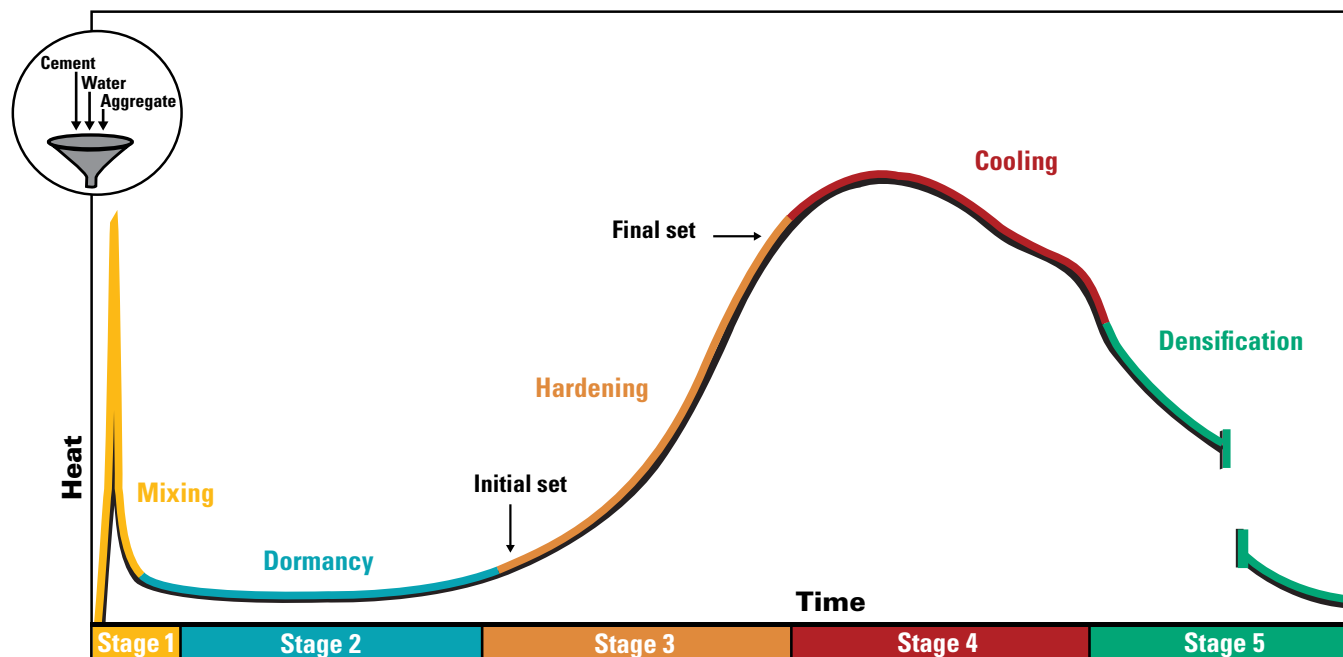 Cement
Water
Aggregate
Cooling
Final set
Densification
Hardening
Heat
Initial set
Mixing
Dormancy
Time
Stage 1
Stage 2
Stage 3
Stage 4
Stage 5